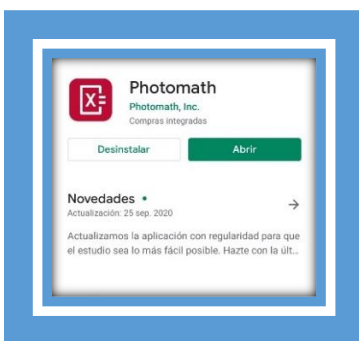 Photomath
Photomath, Inc.
Compras integradas
Desinstalar
Abrir
Novedades
Actualización: 25 sep. 2020
Actualizamos la aplicación con regularidad para que
el estudio sea lo más fácil posible. Hazte con la últ...